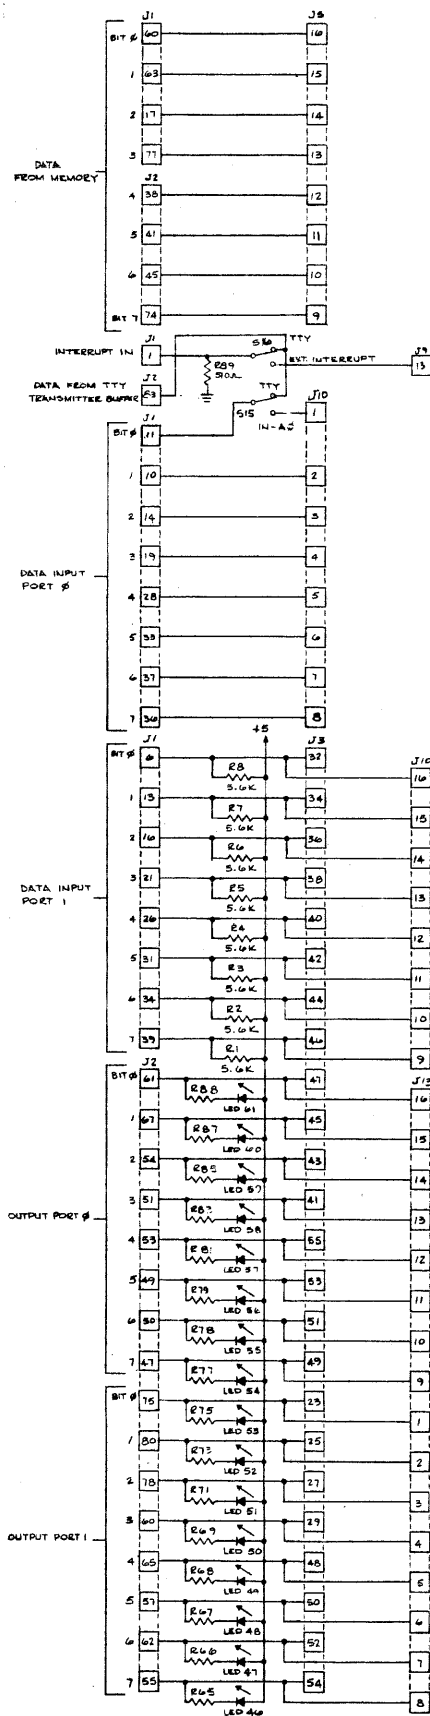 J1 J5
BIT Ø 60 16
1 63 15
2 17 14
3 77 13
DATA
FROM MEMORY
J2
4 38 12
5 41 11
6 45 10
BIT 7 74 9
J1
INTERRUPT IN 1
S16 TTY
EXT. INTERRUPT
J9
13
R89
510Ω
J2
DATA FROM TTY
TRANSMITTER BUFFER
TTY
S15
IN-AØ
J10
1
J1
BIT Ø 11
1 10 2
2 14 3
3 19 4
DATA INPUT
PORT Ø
4 28 5
5 33 6
6 37 7
7 36 8
+5
J1 J3 J10
BIT Ø 6 R8 5.6K 32 16
1 13 R7 5.6K 34 15
2 16 R6 5.6K 36 14
3 21 R5 5.6K 38 13
DATA INPUT
PORT 1
4 26 R4 5.6K 40 12
5 31 R3 5.6K 42 11
6 34 R2 5.6K 44 10
7 39 R1 5.6K 46 9
J2
BIT Ø 61 R88 LED 61 47 16
1 67 R87 LED 60 45 15
2 54 R85 43 14
3 51 LED 58 41 13
OUTPUT PORT Ø
4 53 R81 LED 57 55 12
5 49 R79 LED 56 53 11
6 50 R78 LED 55 51 10
7 47 R77 LED 54 49 9
BIT Ø 75 R75 LED 53 23 1
1 80 R73 LED 52 25 2
2 78 R71 LED 51 27 3
3 60 R69 LED 50 29 4
OUTPUT PORT 1
4 65 R68 LED 49 48 5
5 57 R67 LED 48 50 6
6 62 R66 LED 47 52 7
7 55 R65 LED 46 54 8